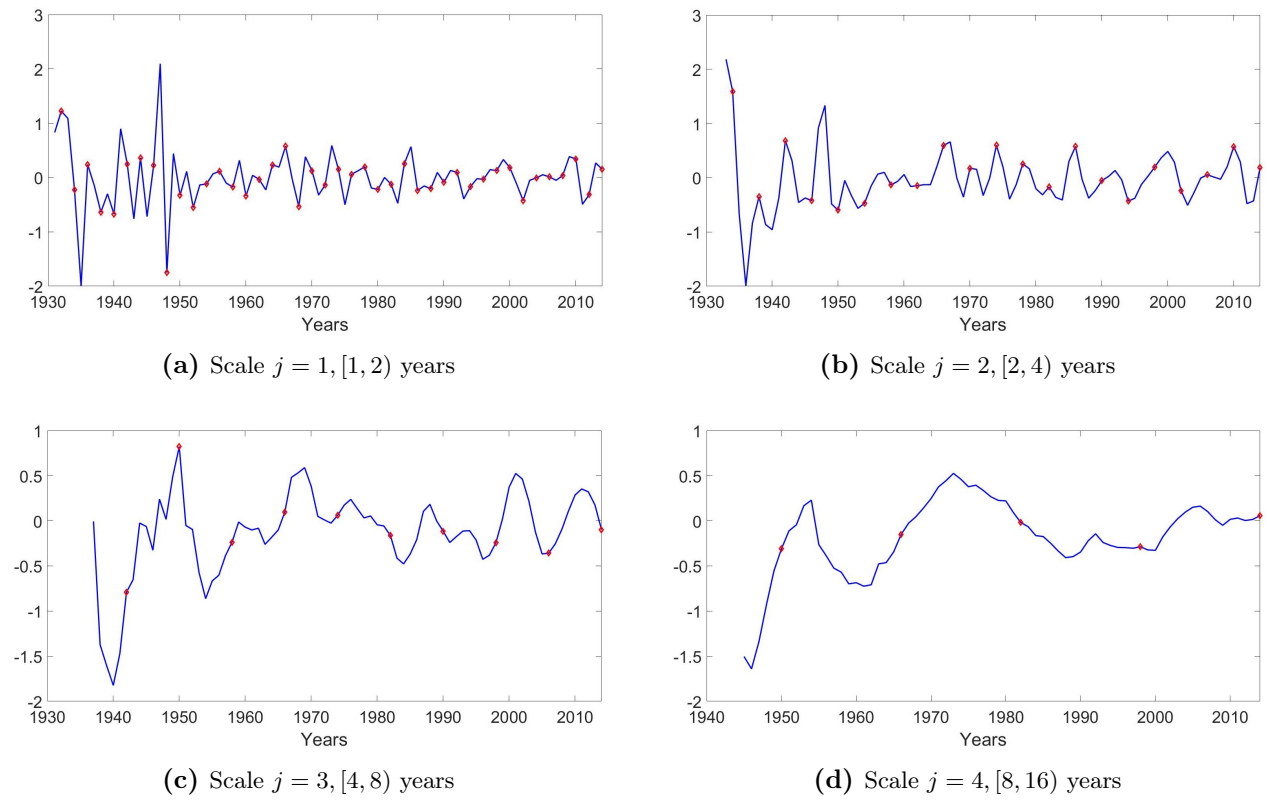 3
2
1
0
-1
-2
1930 1940 1950 1960 1970 1980 1990 2000 2010
Years
(a) Scale j = 1, [1, 2) years
3
2
1
0
-1
-2
1930 1940 1950 1960 1970 1980 1990 2000 2010
Years
(b) Scale j = 2, [2, 4) years
1
0.5
0
-0.5
-1
-1.5
-2
1930 1940 1950 1960 1970 1980 1990 2000 2010
Years
(c) Scale j = 3, [4, 8) years
1
0.5
0
-0.5
-1
-1.5
-2
1940 1950 1960 1970 1980 1990 2000 2010
Years
(d) Scale j = 4, [8, 16) years